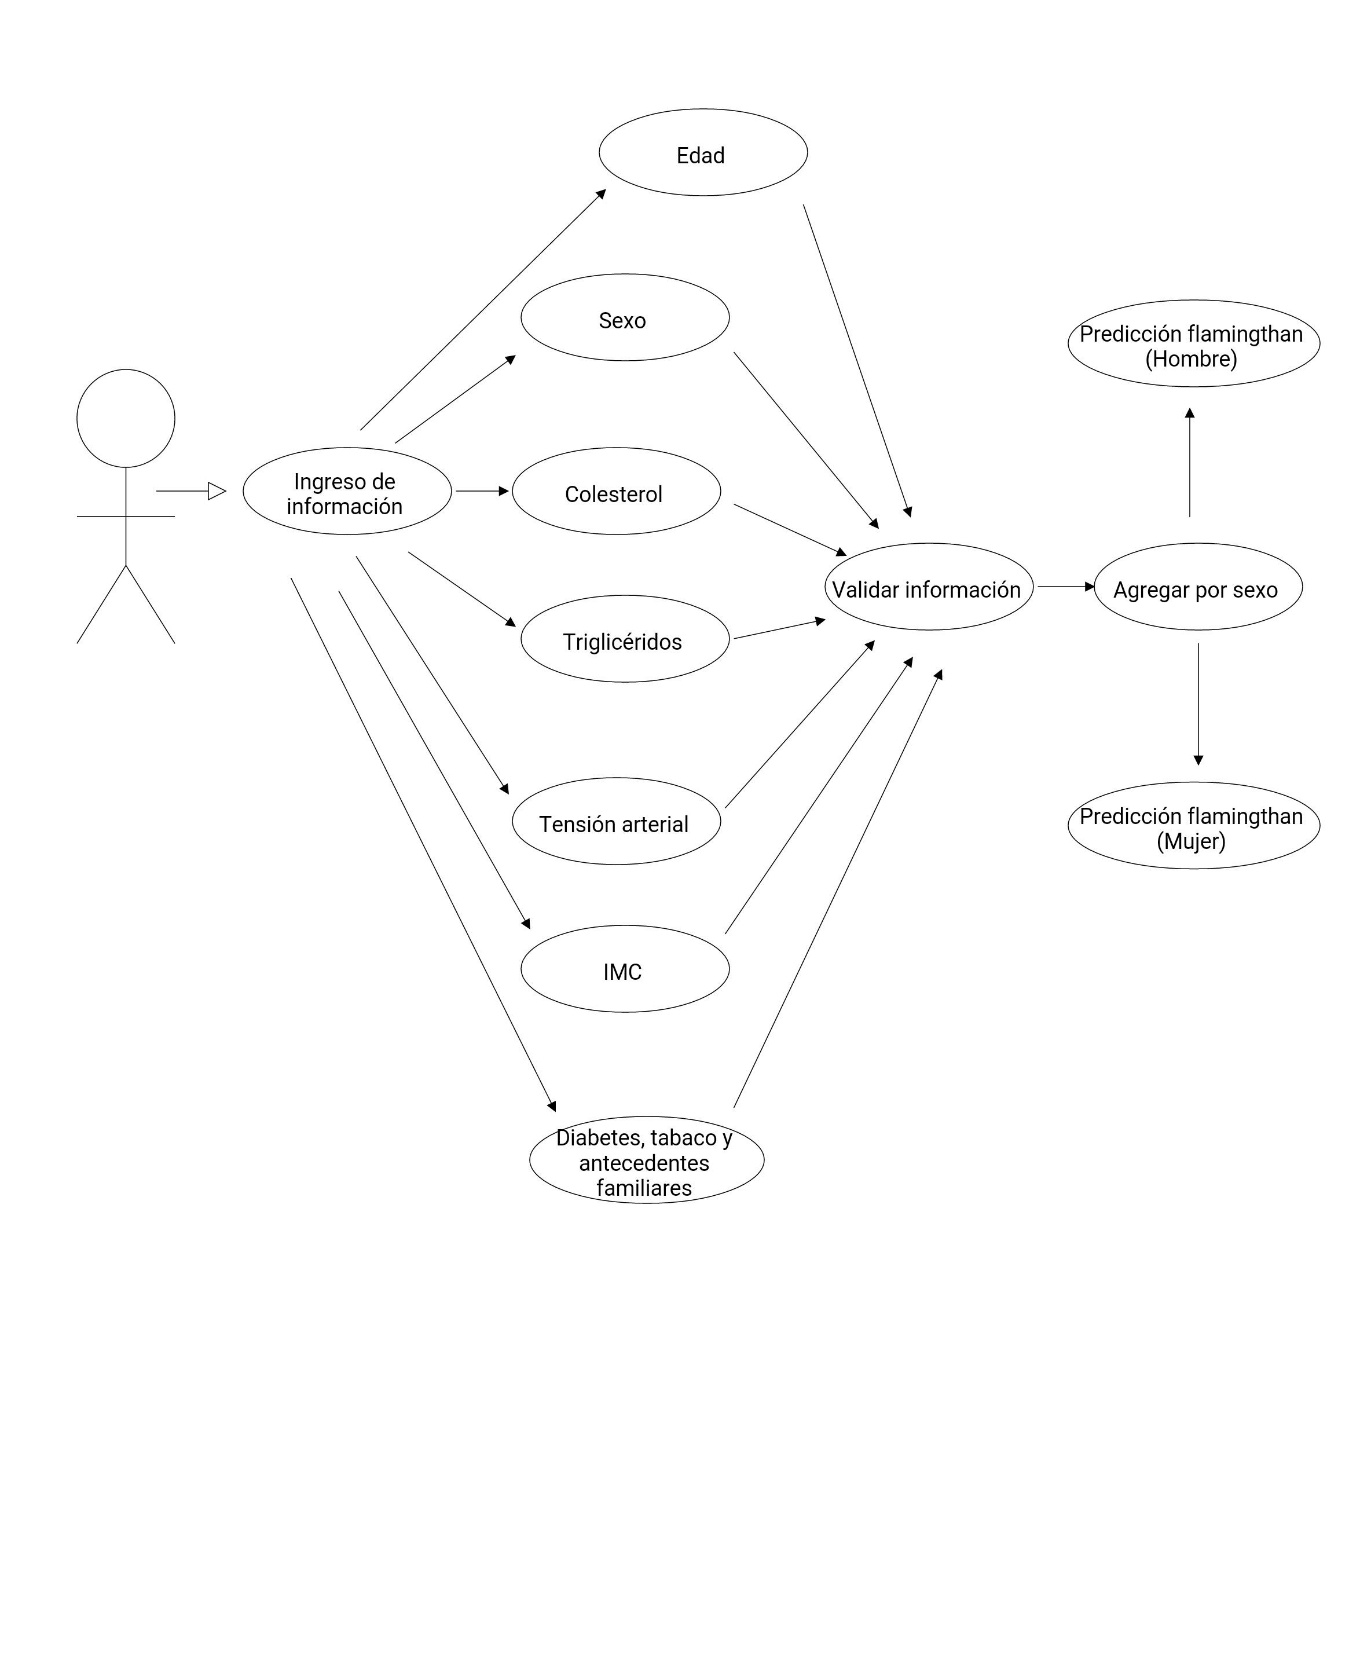 Edad
Sexo
Ingreso de
información
Colesterol
Triglicéridos
Tensión arterial
IMC
Diabetes, tabaco y
antecedentes
familiares
Validar información
Agregar por sexo
Predicción flamingthan
(Hombre)
Predicción flamingthan
(Mujer)